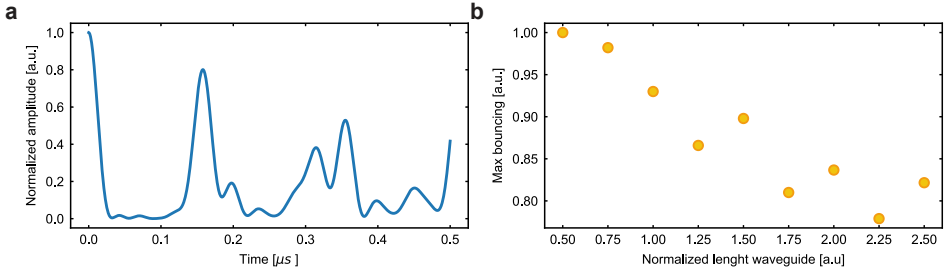 a
Normalized amplitude [a.u.]
1.0
0.8
0.6
0.4
0.2
0.0
0.0 0.1 0.2 0.3 0.4 0.5
Time [μs]
b
Max bouncing [a.u.]
1.00
0.95
0.90
0.85
0.80
0.50 0.75 1.00 1.25 1.50 1.75 2.00 2.25 2.50
Normalized lenght waveguide [a.u]